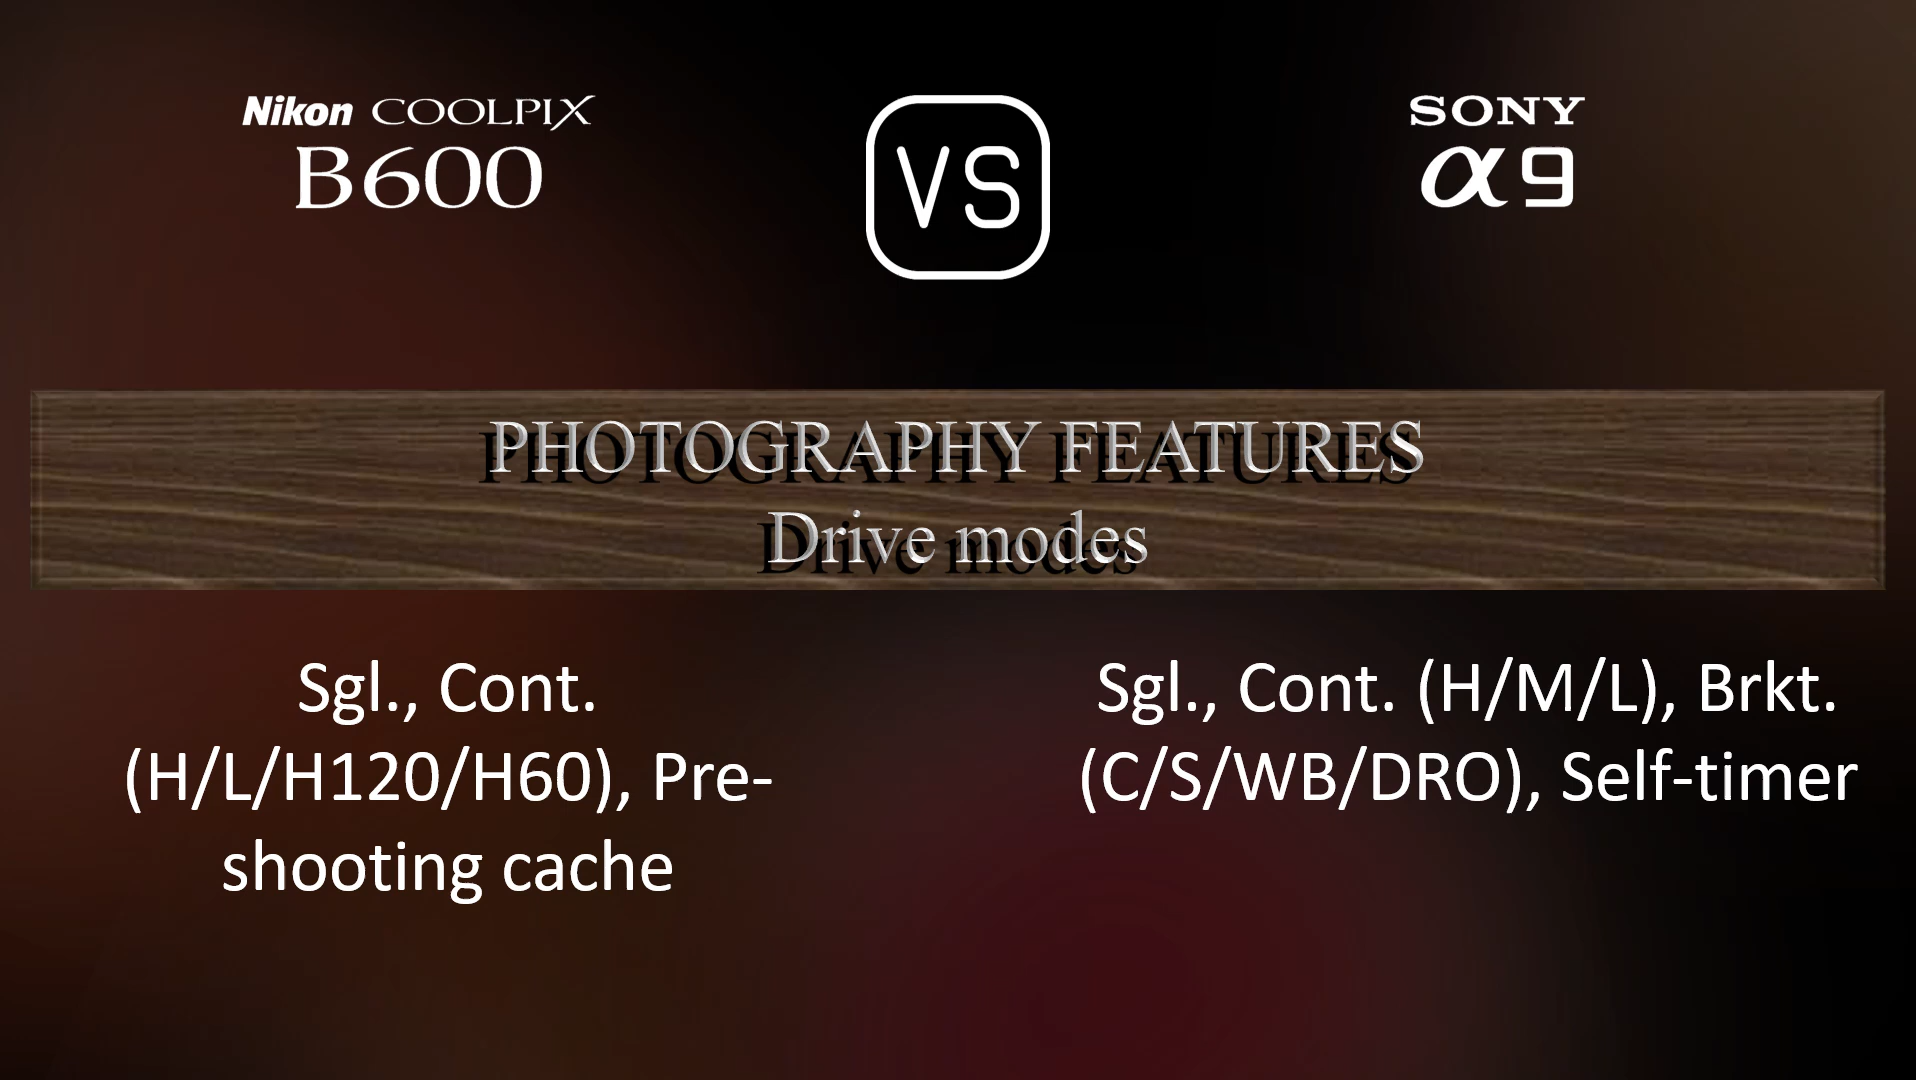 Nikon COOLPIX
B600
VS
SONY
α9
PHOTOGRAPHY FEATURES
Drive modes
Sgl., Cont.
(H/L/H120/H60), Pre-
shooting cache
Sgl., Cont. (H/M/L), Brkt.
(C/S/WB/DRO), Self-timer